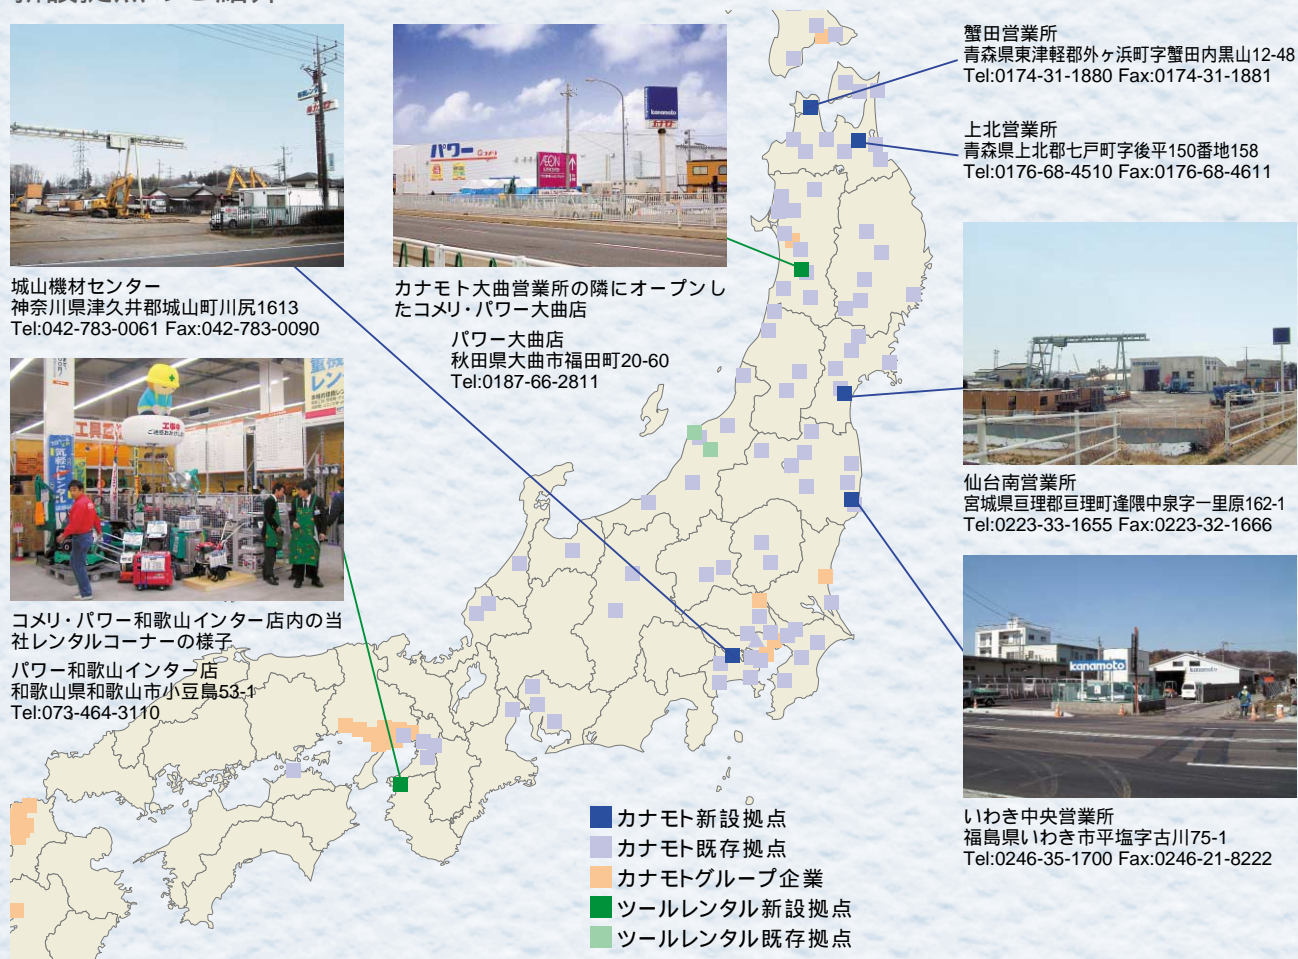 城山機材センター
神奈川県津久井郡城山町川尻1613
Tel:042-783-0061 Fax:042-783-0090
パワー
コメリ
AEON
kanamoto
カナモト大曲営業所の隣にオープンし
たコメリ・パワー大曲店
パワー大曲店
秋田県大曲市福田町20-60
Tel:0187-66-2811
工事中
コメリ・パワー和歌山インター店内の当
社レンタルコーナーの様子
パワー和歌山インター店
和歌山県和歌山市小豆島53-1
Tel:073-464-3110
蟹田営業所
青森県東津軽郡外ヶ浜町字蟹田内黒山12-48
Tel:0174-31-1880 Fax:0174-31-1881
上北営業所
青森県上北郡七戸町字後平150番地158
Tel:0176-68-4510 Fax:0176-68-4611
仙台南営業所
宮城県亘理郡亘理町逢隈中泉字一里原162-1
Tel:0223-33-1655 Fax:0223-32-1666
kanamoto
kanamoto
いわき中央営業所
福島県いわき市平塩字古川75-1
Tel:0246-35-1700 Fax:0246-21-8222
カナモト新設拠点
カナモト既存拠点
カナモトグループ企業
ツールレンタル新設拠点
ツールレンタル既存拠点